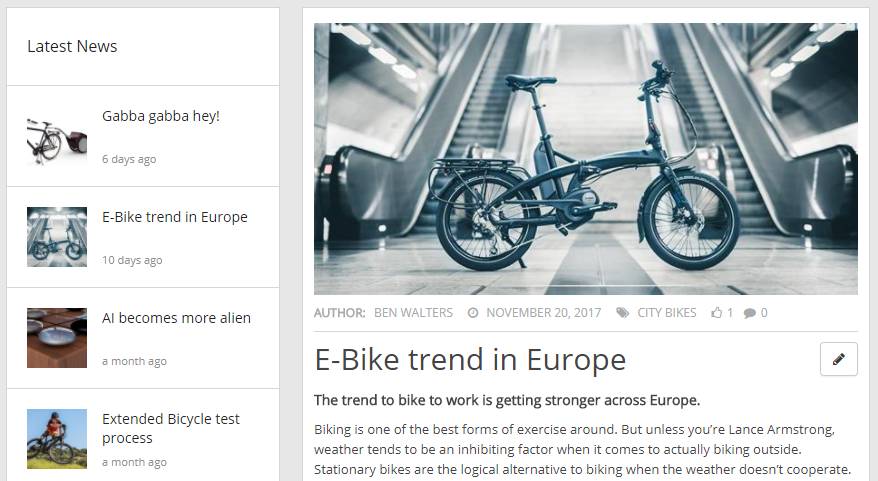 Latest News
Gabba gabba hey!
6 days ago
E-Bike trend in Europe
10 days ago
AI becomes more alien
a month ago
Extended Bicycle test
process
a month ago
AUTHOR: BEN WALTERS NOVEMBER 20, 2017 CITY BIKES 1 0
E-Bike trend in Europe
The trend to bike to work is getting stronger across Europe.
Biking is one of the best forms of exercise around. But unless you’re Lance Armstrong,
weather tends to be an inhibiting factor when it comes to actually biking outside.
Stationary bikes are the logical alternative to biking when the weather doesn’t cooperate.